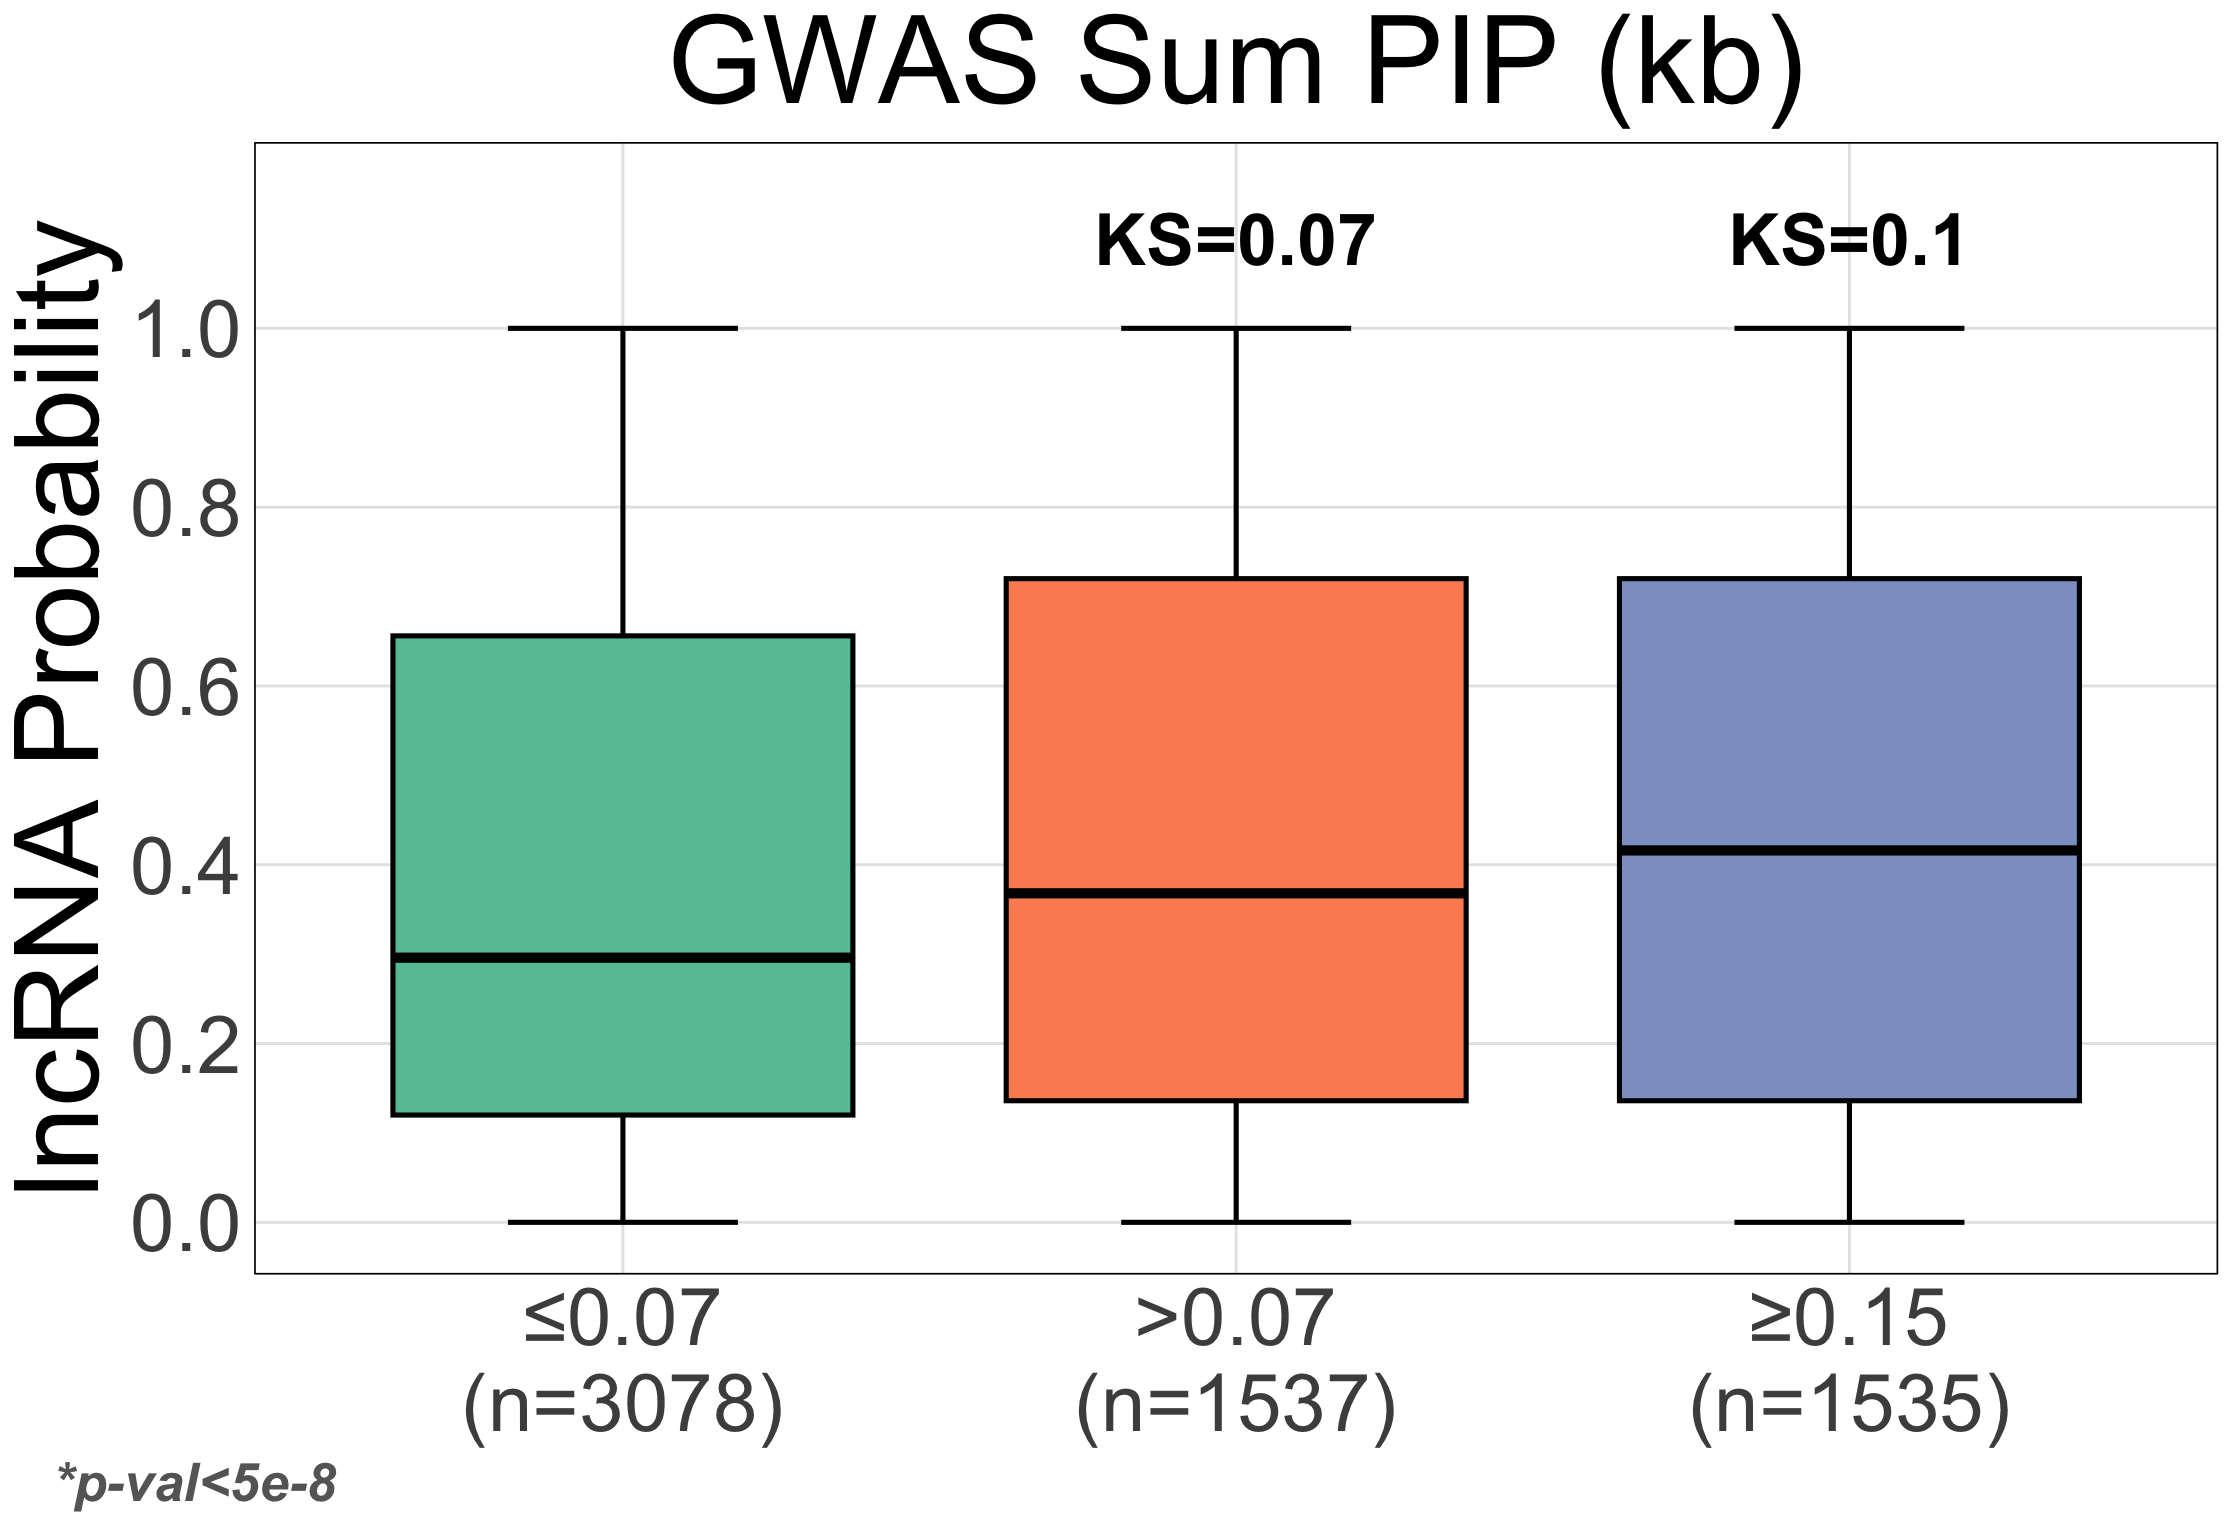 GWAS Sum PIP (kb)
lncRNA Probability
KS=0.07
KS=0.1
1.0
0.8
0.6
0.4
0.2
0.0
≤0.07
(n=3078)
>0.07
(n=1537)
≥0.15
(n=1535)
*p-val<5e-8